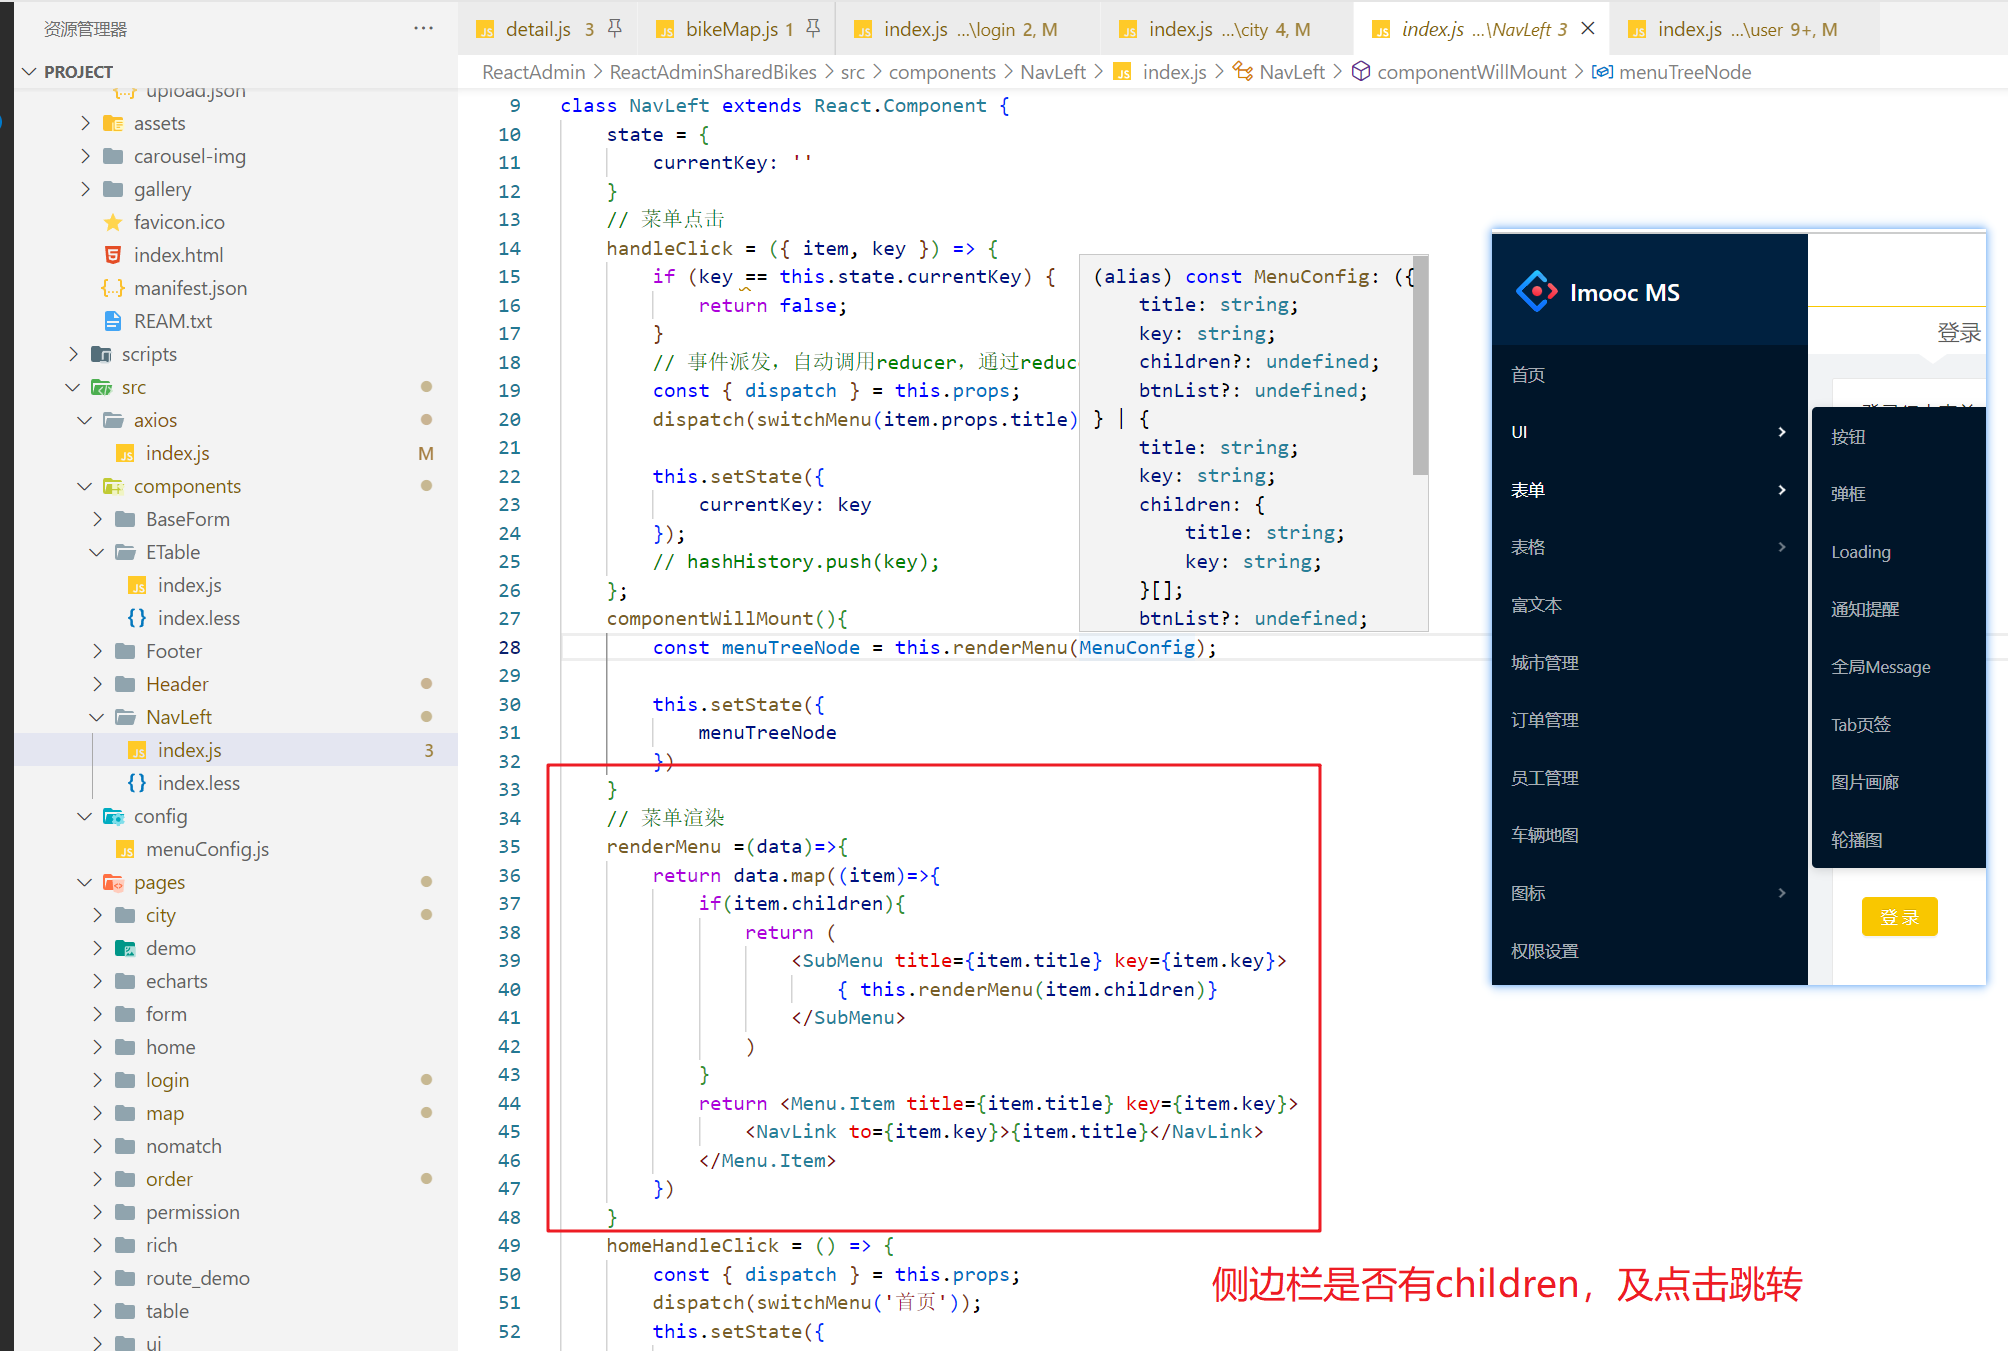 资源管理器
PROJECT
upload.json
assets
carousel-img
gallery
favicon.ico
index.html
manifest.json
REAM.txt
scripts
src
axios
index.js M
components
BaseForm
ETable
index.js
index.less
Footer
Header
NavLeft
index.js 3
index.less
config
menuConfig.js
pages
city
demo
echarts
form
home
login
map
nomatch
order
permission
rich
route_demo
table
ui
detail.js 3
bikeMap.js 1
index.js ...\login 2, M
index.js ...\city 4, M
index.js ...\NavLeft 3
index.js ...\user 9+, M
ReactAdmin > ReactAdminSharedBikes > src > components > NavLeft > index.js > NavLeft > componentWillMount > menuTreeNode
9 class NavLeft extends React.Component {
10 state = {
11 currentKey: ''
12 }
13 // 菜单点击
14 handleClick = ({ item, key }) => {
15 if (key == this.state.currentKey) {
16 return false;
17 }
18 // 事件派发，自动调用reducer，通过reduc
19 const { dispatch } = this.props;
20 dispatch(switchMenu(item.props.title)
21
22 this.setState({
23 currentKey: key
24 });
25 // hashHistory.push(key);
26 };
27 componentWillMount(){
28 const menuTreeNode = this.renderMenu(MenuConfig);
29
30 this.setState({
31 menuTreeNode
32 })
33 }
34 // 菜单渲染
35 renderMenu =(data)=>{
36 return data.map((item)=>{
37 if(item.children){
38 return (
39 <SubMenu title={item.title} key={item.key}>
40 { this.renderMenu(item.children)}
41 </SubMenu>
42 )
43 }
44 return <Menu.Item title={item.title} key={item.key}>
45 <NavLink to={item.key}>{item.title}</NavLink>
46 </Menu.Item>
47 })
48 }
49 homeHandleClick = () => {
50 const { dispatch } = this.props;
51 dispatch(switchMenu('首页'));
52 this.setState({
(alias) const MenuConfig: ({
title: string;
key: string;
children?: undefined;
btnList?: undefined;
} | {
title: string;
key: string;
children: {
title: string;
key: string;
}[];
btnList?: undefined;
Imooc MS
首页
UI
表单
表格
富文本
城市管理
订单管理
员工管理
车辆地图
图标
权限设置
登录
按钮
弹框
Loading
通知提醒
全局Message
Tab页签
图片画廊
轮播图
登 录
侧边栏是否有children，及点击跳转